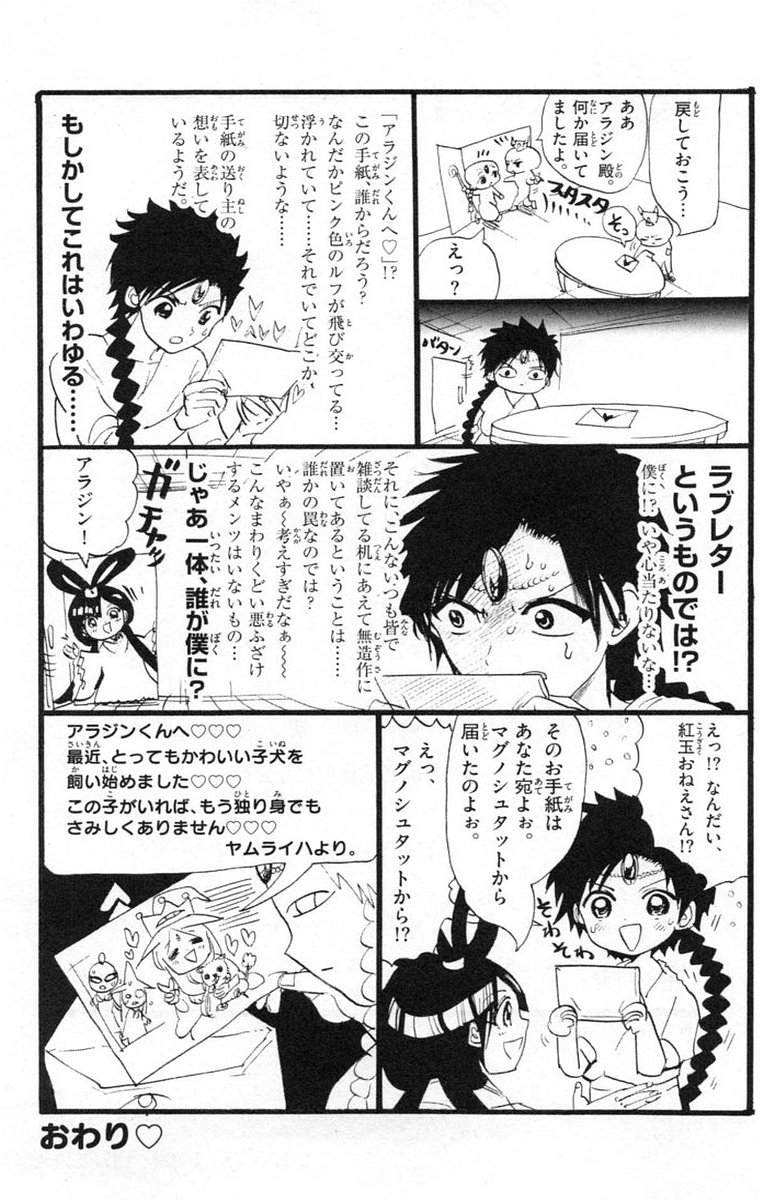 戻しておこう…
そっ
ああ
アラジン殿。
何か届いて
ましたよ。
スタスタ
えっ?
バターン
「アラジンくんへ♡」!?
この手紙、誰からだろう?
なんだかピンク色のルフが飛び交ってる…
浮かれていて……それでいてどこか、
切ないような……
手紙の送り主の
想いを表して
いるようだ。
もしかしてこれはいわゆる……
ラブレター
というものでは!?
僕に!?いや心当たりないな…
それに、こんないつも皆で
雑談してる机にあえて無造作に
置いてあるということは……
誰かの罠なのでは?
いやぁ〜考えすぎだなぁ〜〜
こんなまわりくどい悪ふざけ
するメンツはいないもの…
じゃあ一体、誰が僕に?
ガチャッ
アラジン!
えっ!?なんだい、
紅玉おねえさん!?
そわそわ
そのお手紙は
あなた宛よぉ。
マグノシュタットから
届いたのよぉ。
えっ、
マグノシュタットから!?
アラジンくんへ♡♡♡
最近、とってもかわいい子犬を
飼い始めました♡♡♡
この子がいれば、もう独り身でも
さみしくありません♡♡♡
ヤムライハより。
おわり♡